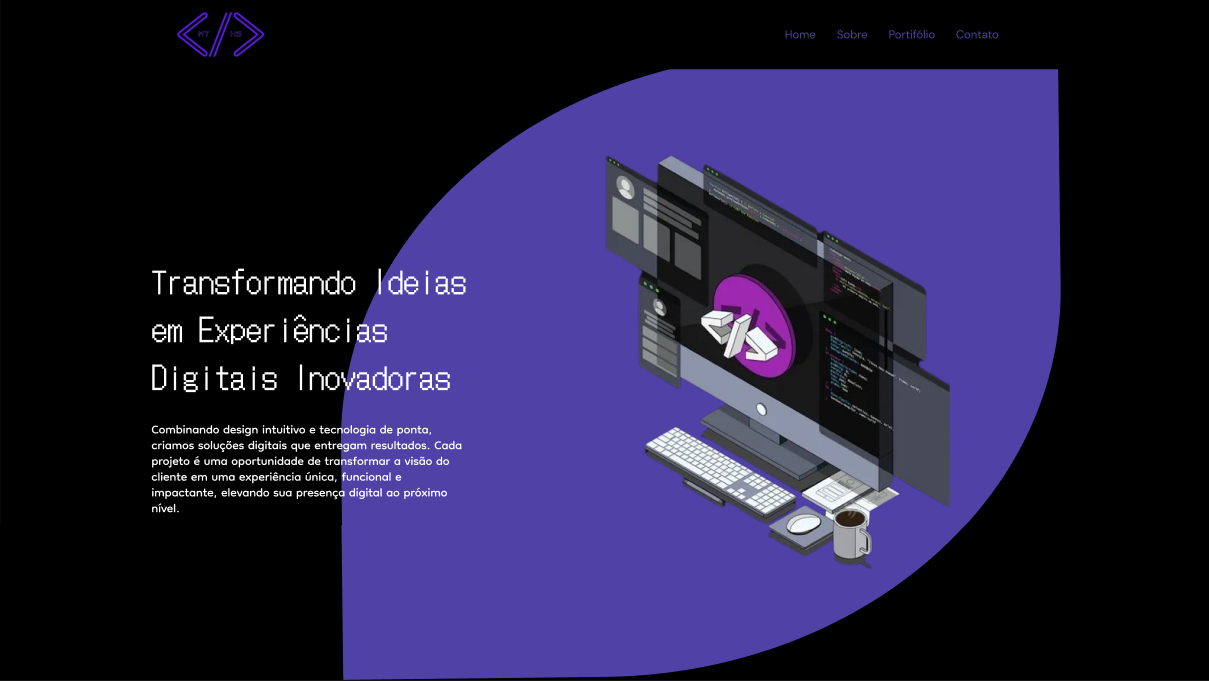 Home Sobre Portifólio Contato
Transformando Ideias
em Experiências
Digitais Inovadoras
Combinando design intuitivo e tecnologia de ponta,
criamos soluções digitais que entregam resultados. Cada
projeto é uma oportunidade de transformar a visão do
cliente em uma experiência única, funcional e
impactante, elevando sua presença digital ao próximo
nível.